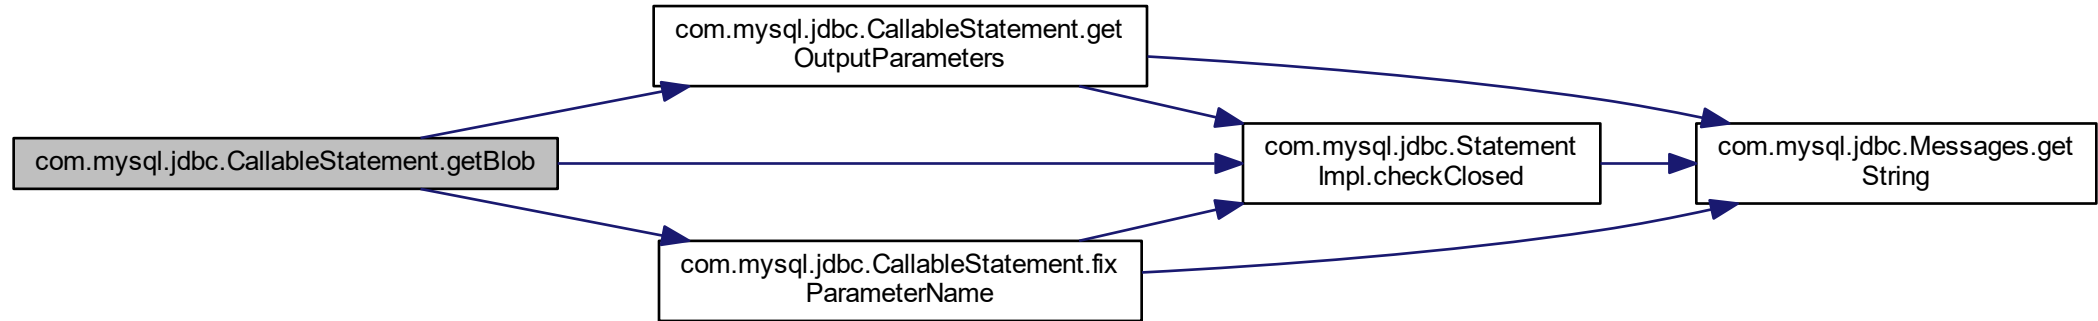 com.mysql.jdbc.CallableStatement.get
OutputParameters
com.mysql.jdbc.CallableStatement.getBlob
com.mysql.jdbc.Statement
Impl.checkClosed
com.mysql.jdbc.Messages.get
String
com.mysql.jdbc.CallableStatement.fix
ParameterName